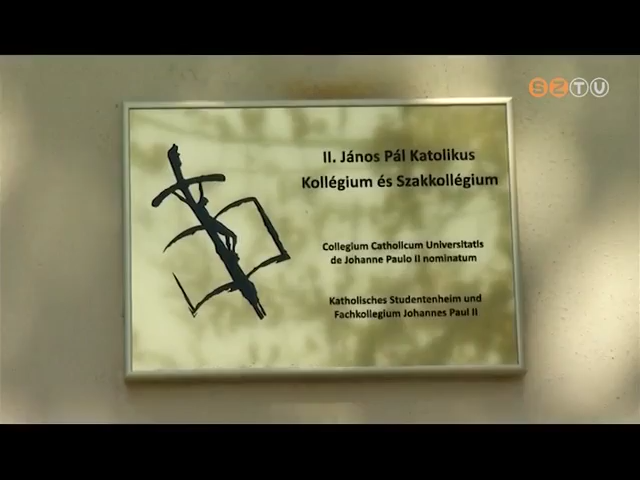 SZTV
II. János Pál Katolikus
Kollégium és Szakkollégium
Collegium Catholicum Universitatis
de Johanne Paulo II nominatum
Katholisches Studentenheim und
Fachkollegium Johannes Paul II